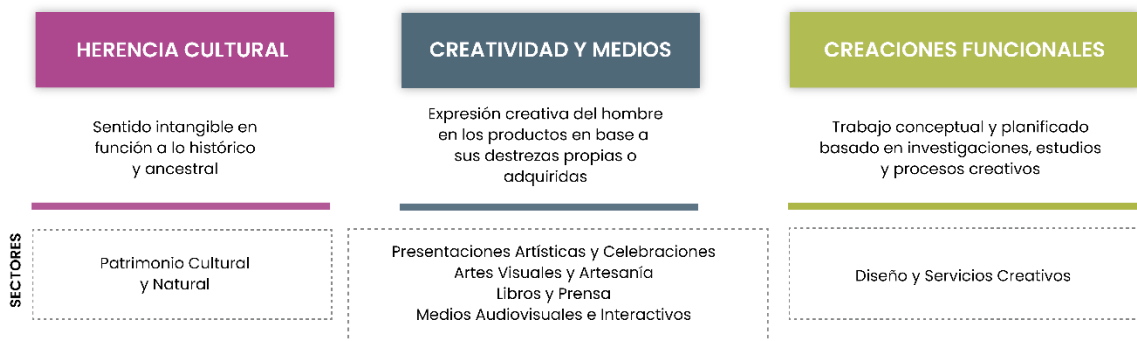 HERENCIA CULTURAL
Sentido intangible en
función a lo histórico
y ancestral
CREATIVIDAD Y MEDIOS
Expresión creativa del hombre
en los productos en base a
sus destrezas propias o
adquiridas
CREACIONES FUNCIONALES
Trabajo conceptual y planificado
basado en investigaciones, estudios
y procesos creativos
SECTORES
Patrimonio Cultural
y Natural
Presentaciones Artísticas y Celebraciones
Artes Visuales y Artesanía
Libros y Prensa
Medios Audiovisuales e Interactivos
Diseño y Servicios Creativos